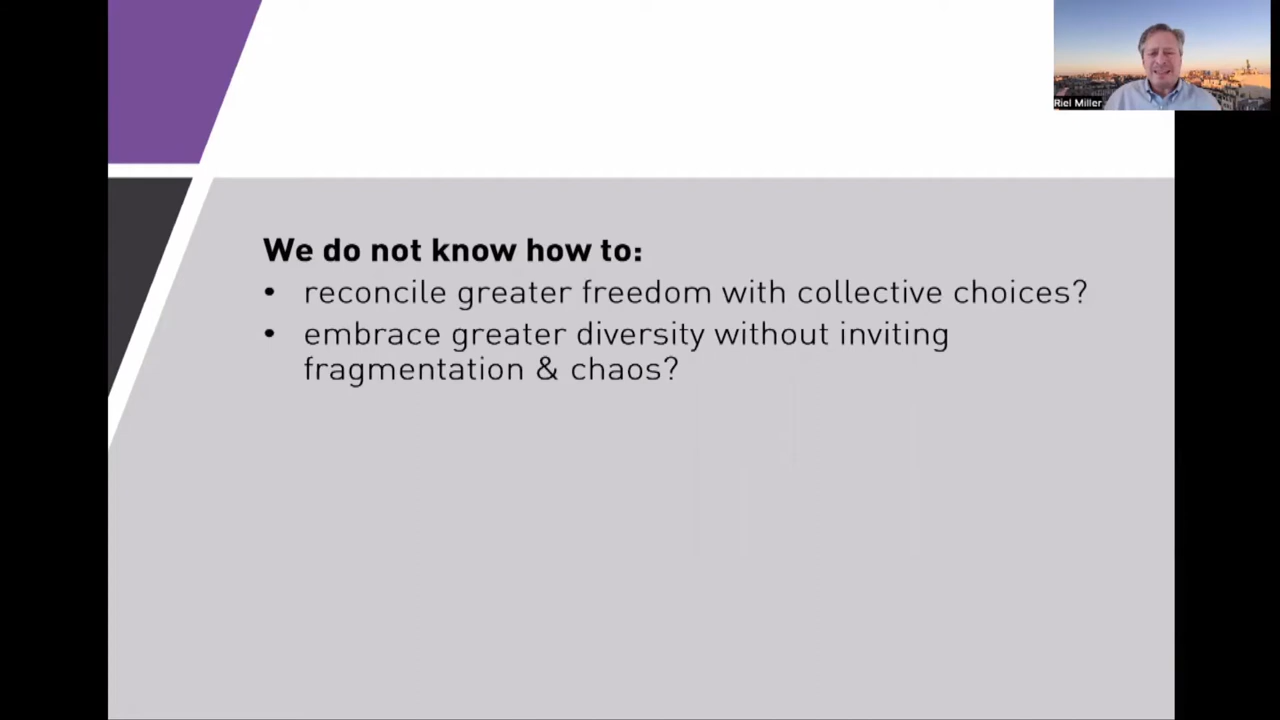 Riel Miller
We do not know how to:
• reconcile greater freedom with collective choices?
• embrace greater diversity without inviting
fragmentation & chaos?